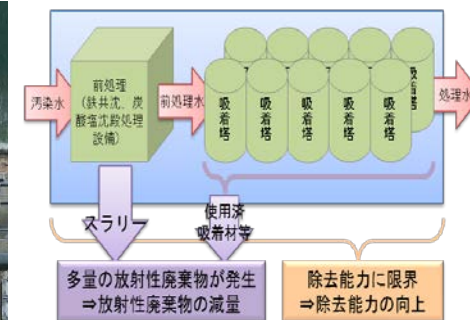 汚染水
前処理
(鉄共沈、炭
酸塩沈殿処理
設備)
前処理水
吸着塔
吸着塔
吸着塔
吸着塔
吸着塔
着塔
処理水
スラリー
使用済
吸着材等
多量の放射性廃棄物が発生
⇒放射性廃棄物の減量
除去能力に限界
⇒除去能力の向上